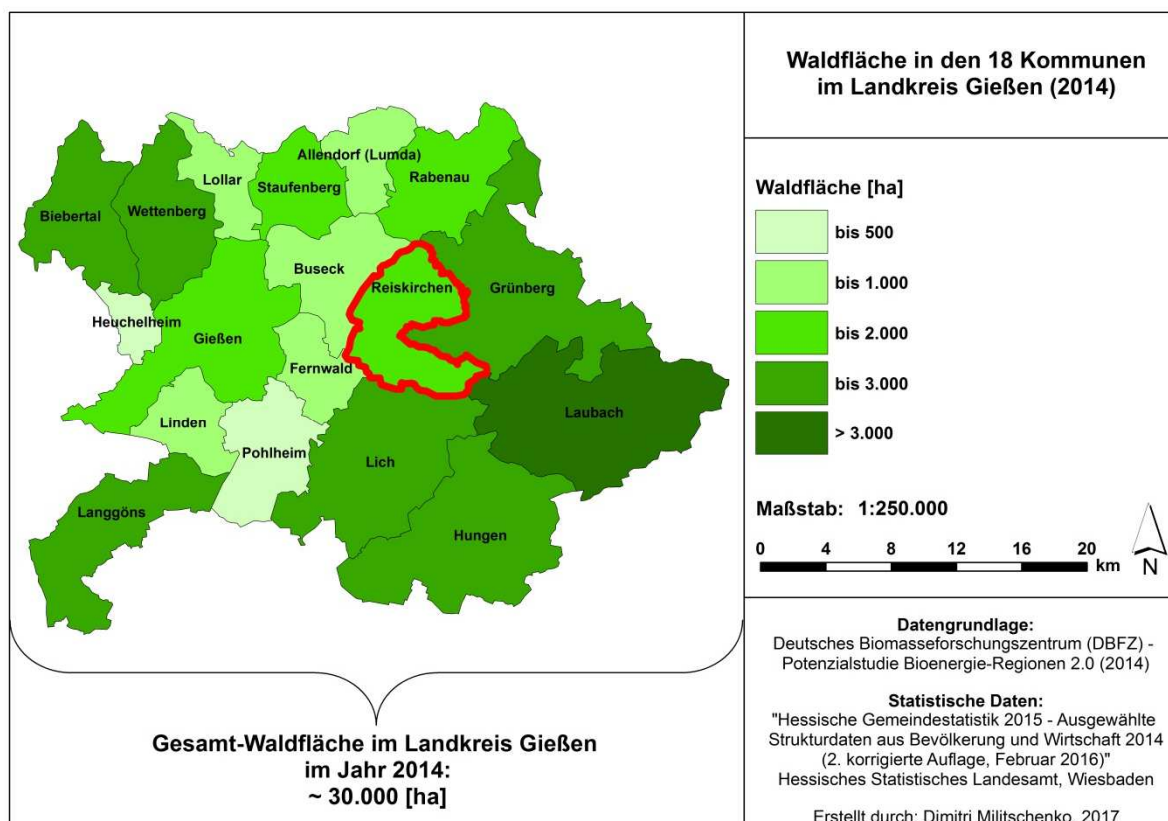 Waldfläche in den 18 Kommunen
im Landkreis Gießen (2014)
Allendorf (Lumda)
Lollar
Staufenberg
Rabenau
Biebertal
Wettenberg
Buseck
Reiskirchen
Grünberg
Heuchelheim
Gießen
Fernwald
Laubach
Linden
Pohlheim
Lich
Langgöns
Hungen
Waldfläche [ha]
bis 500
bis 1.000
bis 2.000
bis 3.000
> 3.000
Maßstab: 1:250.000
0 4 8 12 16 20
km
N
Gesamt-Waldfläche im Landkreis Gießen
im Jahr 2014:
~ 30.000 [ha]
Datengrundlage:
Deutsches Biomasseforschungszentrum (DBFZ) -
Potenzialstudie Bioenergie-Regionen 2.0 (2014)
Statistische Daten:
"Hessische Gemeindestatistik 2015 - Ausgewählte
Strukturdaten aus Bevölkerung und Wirtschaft 2014
(2. korrigierte Auflage, Februar 2016)"
Hessisches Statistisches Landesamt, Wiesbaden
Erstellt durch: Dimitri Militschenko, 2017